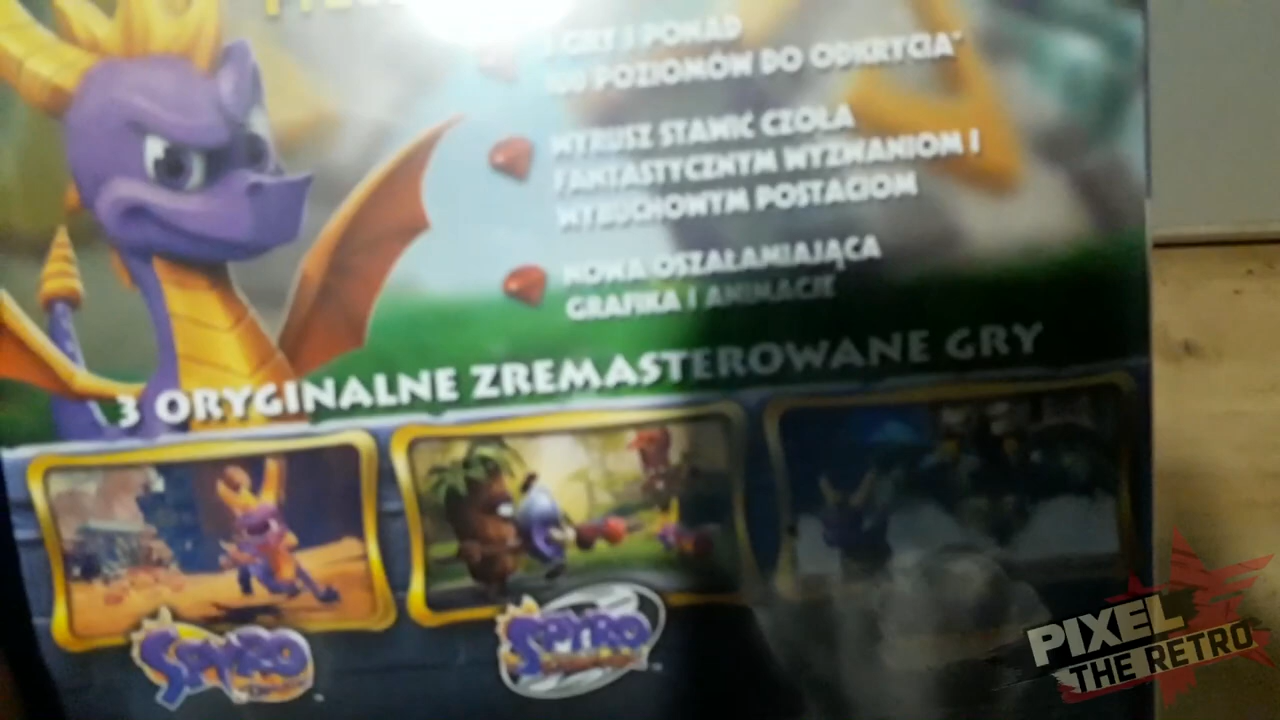 3 GRY I PONAD
100 POZIOMÓW DO ODKRYCIA*
WYRUSZ STAWIĆ CZOŁA
FANTASTYCZNYM WYZWANIOM I
WYBUCHOWYM POSTACIOM
NOWA OSZAŁAMIAJĄCA
GRAFIKA I ANIMACJE
3 ORYGINALNE ZREMASTEROWANE GRY
SPYRO
SPYRO
PIXEL
THE RETRO